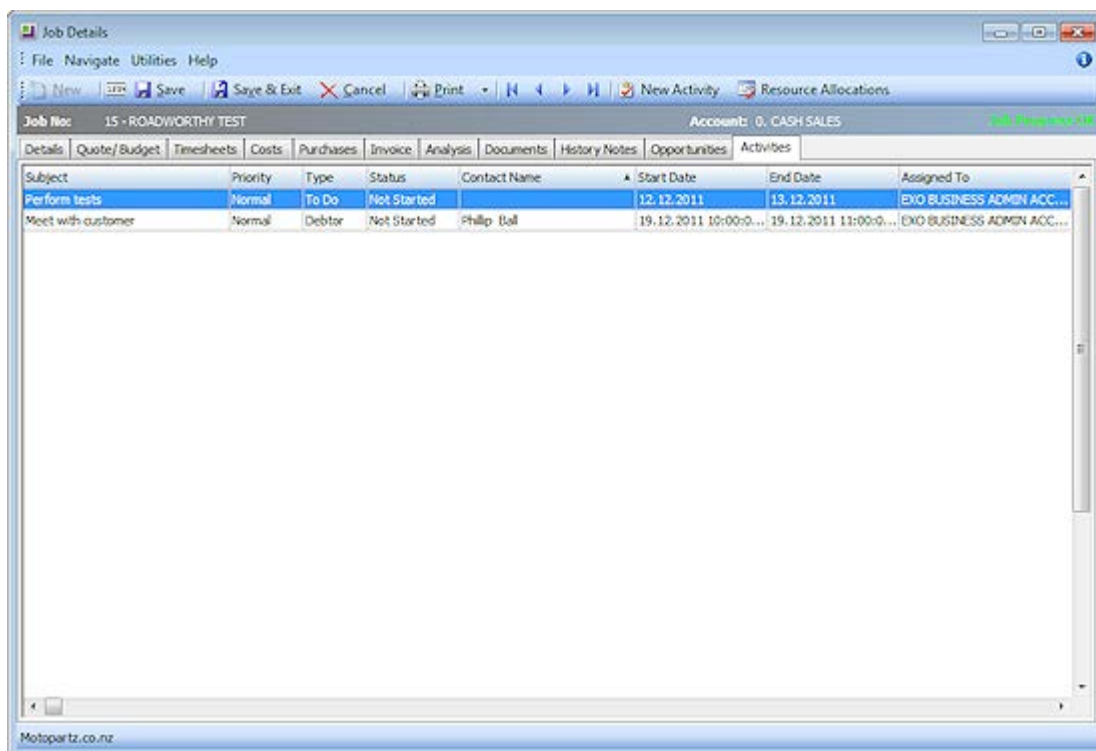 Job Details
File Navigate Utilities Help
New Save Save & Exit Cancel Print New Activity Resource Allocations
Job No: 15 - ROADWORTHY TEST Account: 0. CASH SALES
Details Quote/Budget Timesheets Costs Purchases Invoice Analysis Documents History Notes Opportunities Activities
Subject Priority Type Status Contact Name Start Date End Date Assigned To
Perform tests Normal To Do Not Started 12.12.2011 13.12.2011 EXO BUSINESS ADMIN ACC...
Meet with customer Normal Debtor Not Started Phillip Ball 19.12.2011 10:00:0... 19.12.2011 11:00:0... EXO BUSINESS ADMIN ACC...
Motopartz.co.nz